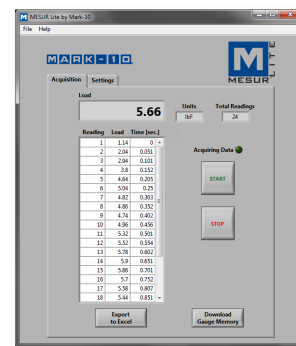 MESUR Lite by Mark-10
File Help
MARK-10
M
MESUR
LITE
Acquisition Settings
Load
5.66
Units
lbF
Total Readings
24
Reading Load Time [sec.]
1 1.14 0
2 2.04 0.051
3 2.94 0.101
4 3.8 0.152
5 4.64 0.205
6 5.04 0.25
7 4.82 0.303
8 4.86 0.352
9 4.74 0.402
10 4.96 0.456
11 5.32 0.501
12 5.52 0.554
13 5.78 0.602
14 5.9 0.651
15 5.86 0.701
16 5.7 0.752
17 5.58 0.807
18 5.44 0.851
Acquiring Data
START
STOP
Export
to Excel
Download
Gauge Memory